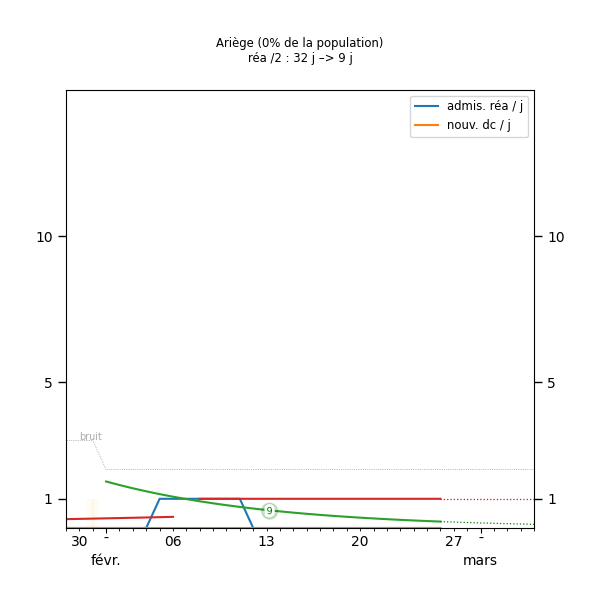 Ariège (0% de la population)
réa /2 : 32 j –> 9 j
admis. réa / j
nouv. dc / j
10 10
5 5
bruit
1 1
9
30 - 06 13 20 27 -
févr. mars